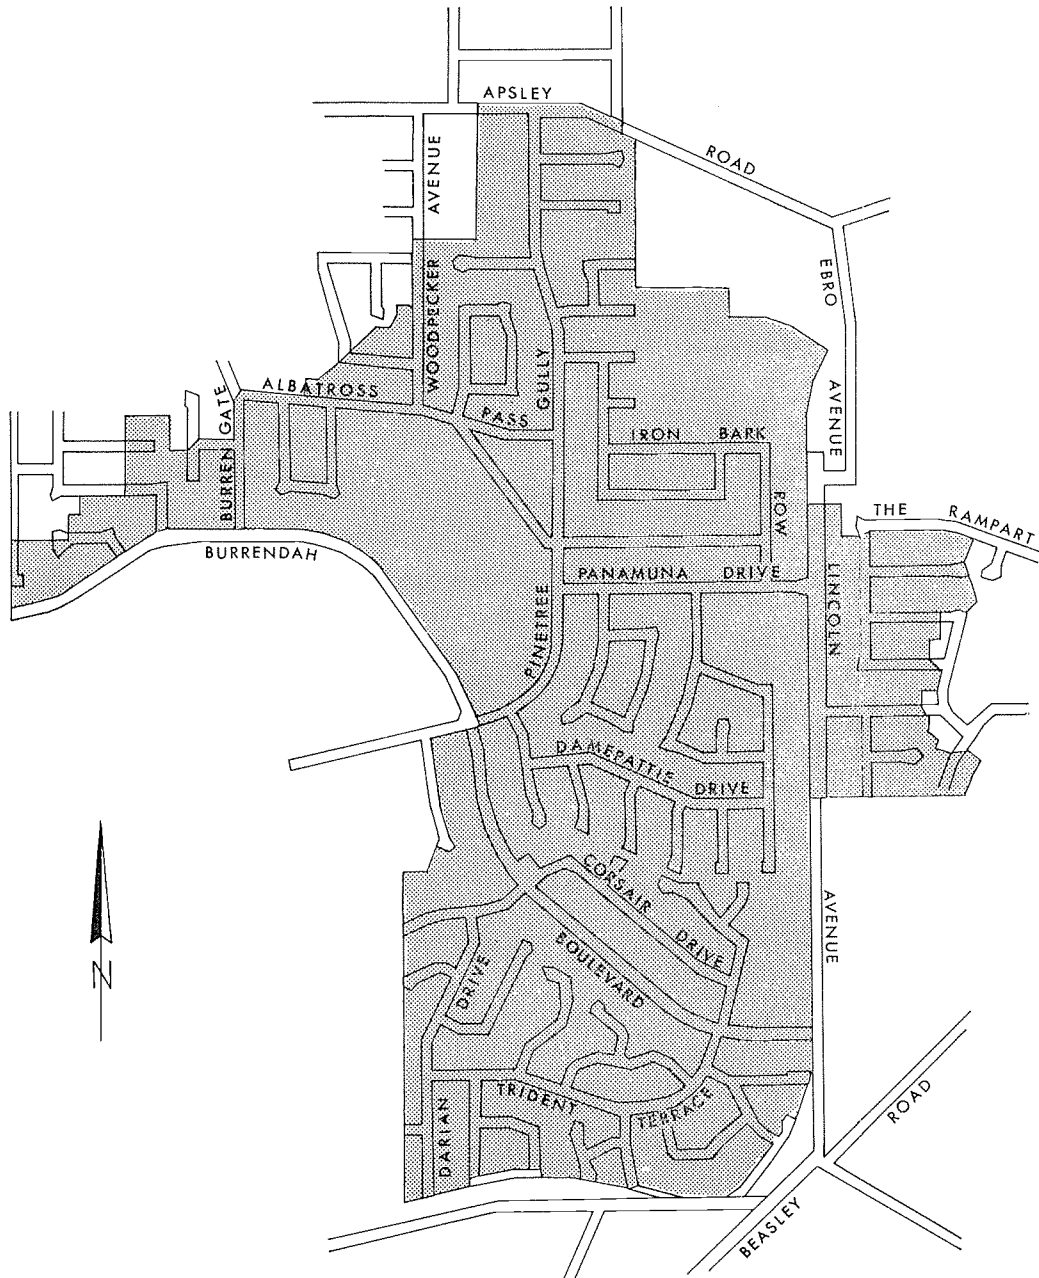 APSLEY
ROAD
AVENUE
WOODPECKER
EBRO
AVENUE
GULLY
ALBATROSS
PASS
BURREN GATE
IRON BARK
ROW
THE RAMPART
BURRENDAH
PANAMUNA DRIVE
LINCOLN
PINETREE
DAMEPATTIE
DRIVE
CORSAIR
DRIVE
BOULEVARD
DRIVE
AVENUE
N
TRIDENT
TERRACE
DARIAN
ROAD
BEASLEY